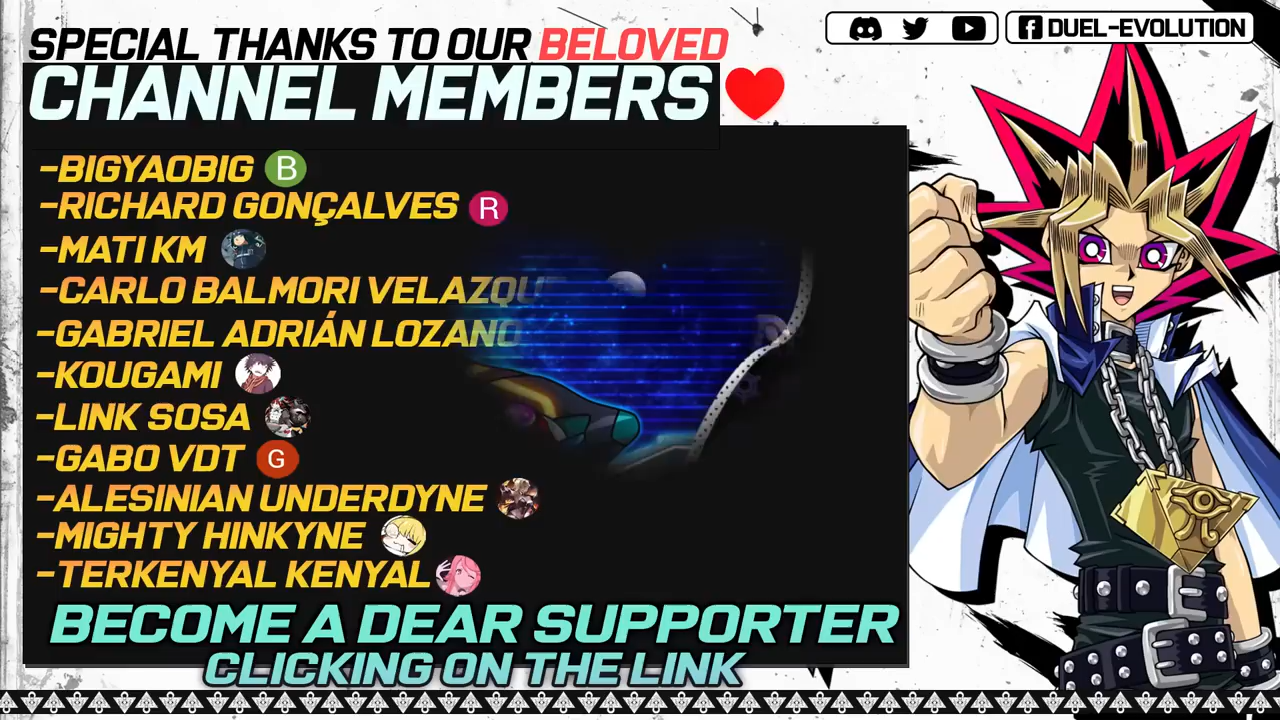 SPECIAL THANKS TO OUR BELOVED
DUEL-EVOLUTION
CHANNEL MEMBERS
-BIGYAOBIG B
-RICHARD GONÇALVES R
-MATI KM
-CARLO BALMORI
-GABRIEL ADRIÁN LOZANO
-KOUGAMI
-LINK SOSA
-GABO VDT G
-ALESINIAN UNDERDYNE
-MIGHTY HINKYNE
-TERKENYAL KENYAL
BECOME A DEAR SUPPORTER
CLICKING ON THE LINK